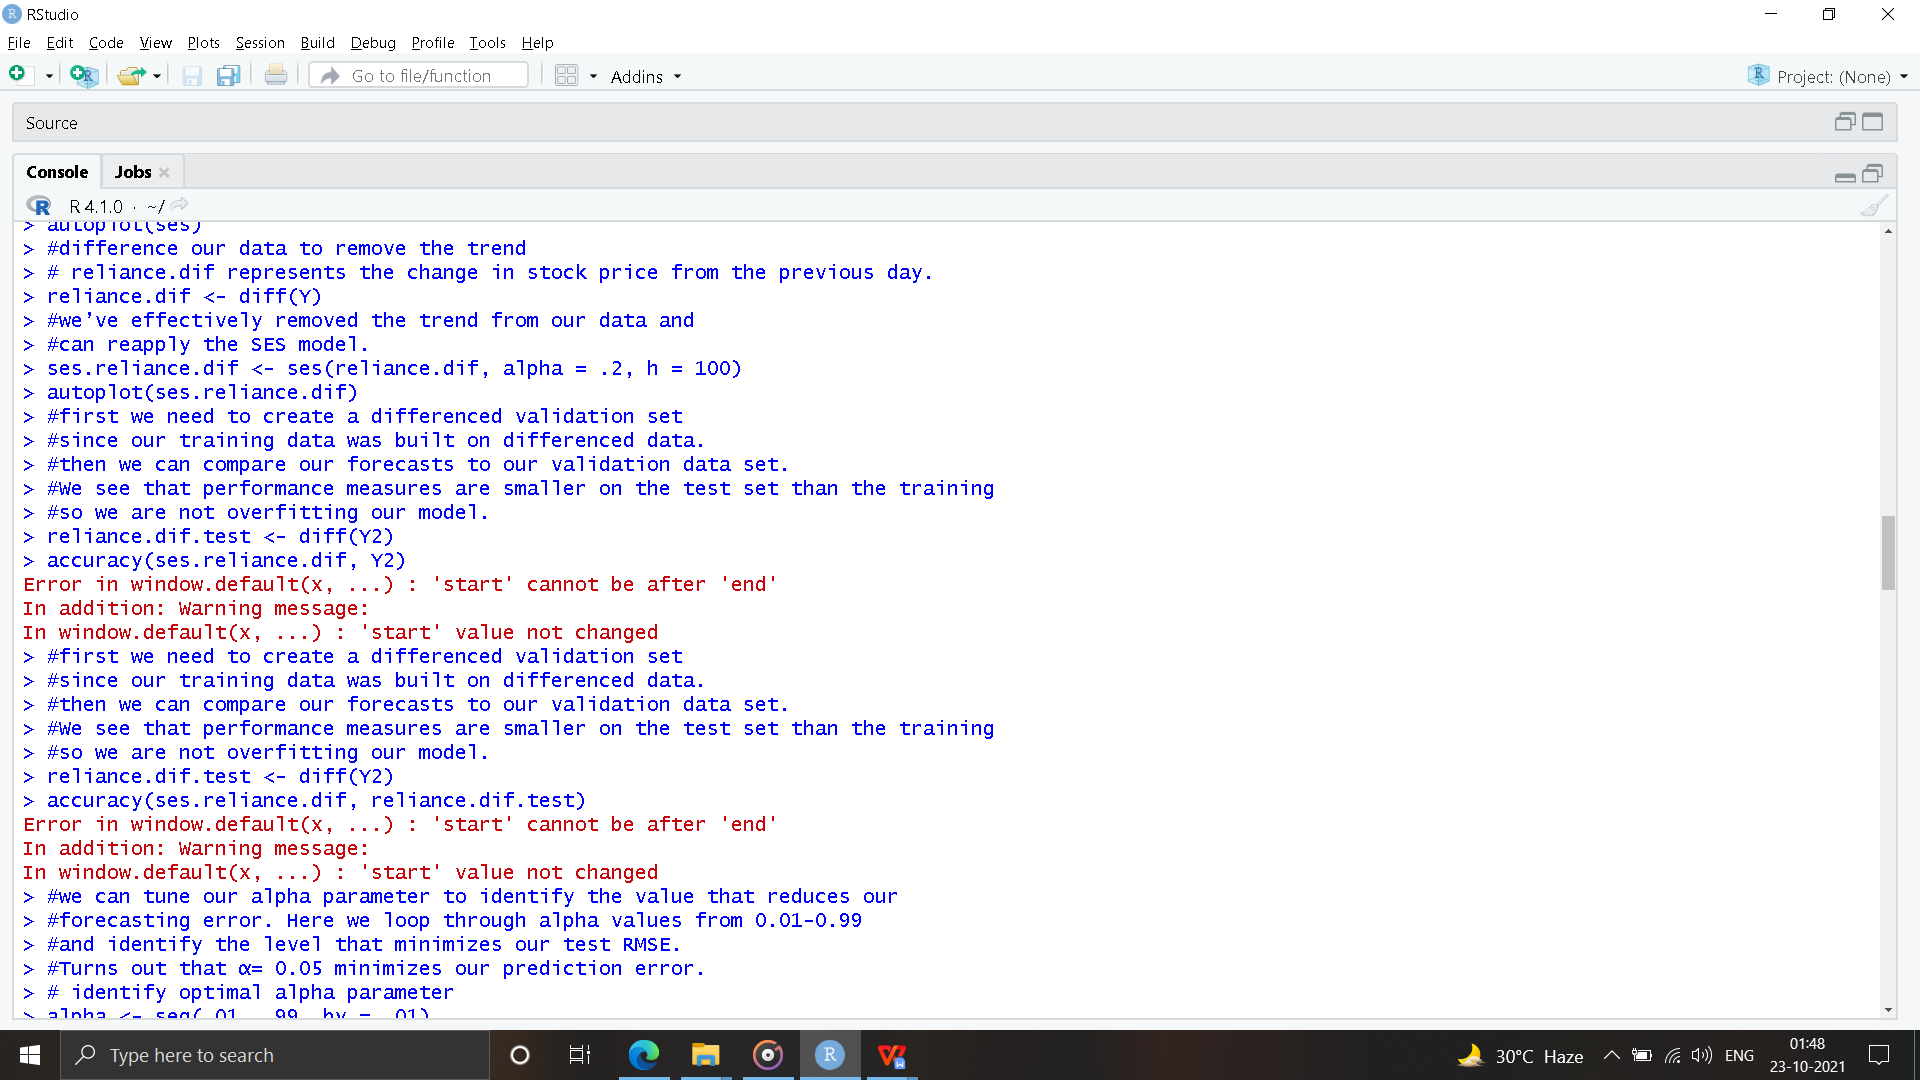 RStudio
File Edit Code View Plots Session Build Debug Profile Tools Help
Go to file/function
Addins
Project: (None)
Source
Console Jobs
R 4.1.0 · ~/
> autoplot(ses)
> #difference our data to remove the trend
> # reliance.dif represents the change in stock price from the previous day.
> reliance.dif <- diff(Y)
> #we’ve effectively removed the trend from our data and
> #can reapply the SES model.
> ses.reliance.dif <- ses(reliance.dif, alpha = .2, h = 100)
> autoplot(ses.reliance.dif)
> #first we need to create a differenced validation set
> #since our training data was built on differenced data.
> #then we can compare our forecasts to our validation data set.
> #We see that performance measures are smaller on the test set than the training
> #so we are not overfitting our model.
> reliance.dif.test <- diff(Y2)
> accuracy(ses.reliance.dif, Y2)
Error in window.default(x, ...) : 'start' cannot be after 'end'
In addition: Warning message:
In window.default(x, ...) : 'start' value not changed
> #first we need to create a differenced validation set
> #since our training data was built on differenced data.
> #then we can compare our forecasts to our validation data set.
> #We see that performance measures are smaller on the test set than the training
> #so we are not overfitting our model.
> reliance.dif.test <- diff(Y2)
> accuracy(ses.reliance.dif, reliance.dif.test)
Error in window.default(x, ...) : 'start' cannot be after 'end'
In addition: Warning message:
In window.default(x, ...) : 'start' value not changed
> #we can tune our alpha parameter to identify the value that reduces our
> #forecasting error. Here we loop through alpha values from 0.01-0.99
> #and identify the level that minimizes our test RMSE.
> #Turns out that α= 0.05 minimizes our prediction error.
> # identify optimal alpha parameter
> alpha <- seq(.01, .99, by = .01)
Type here to search
30°C Haze
ENG
01:48
23-10-2021